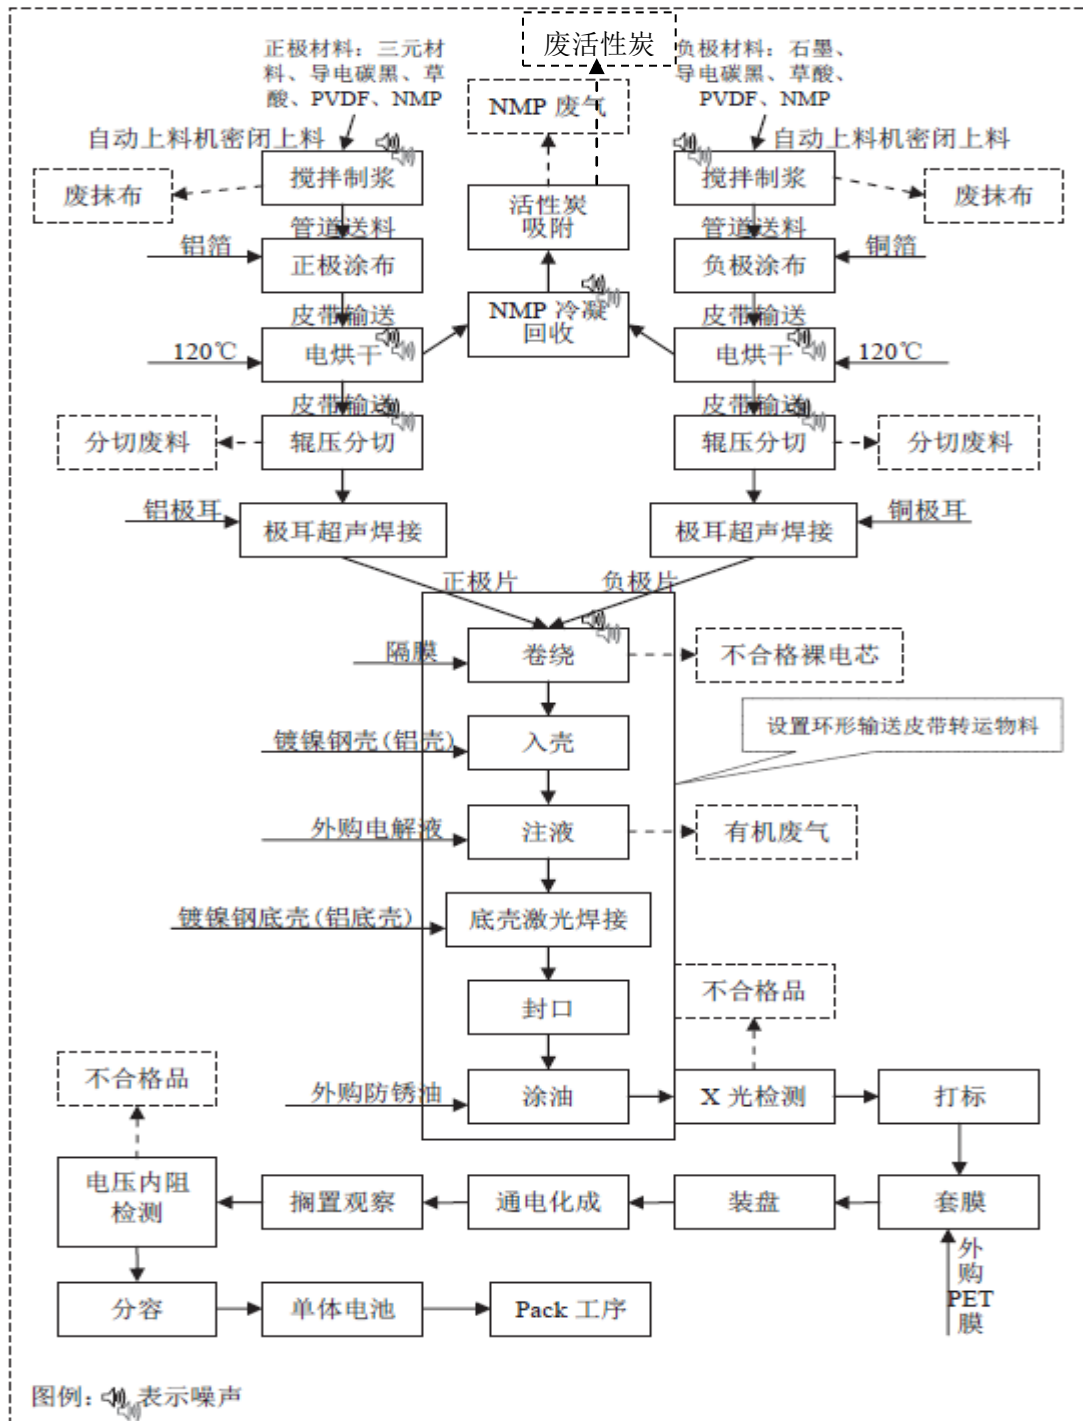 废活性炭
正极材料：三元材
料、导电碳黑、草
酸、PVDF、NMP
负极材料：石墨、
导电碳黑、草酸、
PVDF、NMP
NMP 废气
自动上料机密闭上料
自动上料机密闭上料
废抹布
搅拌制浆
活性炭
吸附
搅拌制浆
废抹布
管道送料
管道送料
铝箔
正极涂布
负极涂布
铜箔
皮带输送
NMP 冷凝
回收
皮带输送
120℃
电烘干
电烘干
120℃
皮带输送
皮带输送
分切废料
辊压分切
辊压分切
分切废料
铝极耳
极耳超声焊接
极耳超声焊接
铜极耳
正极片
负极片
隔膜
卷绕
不合格裸电芯
设置环形输送皮带转运物料
镀镍钢壳(铝壳)
入壳
外购电解液
注液
有机废气
镀镍钢底壳(铝底壳)
底壳激光焊接
不合格品
封口
不合格品
外购防锈油
涂油
X 光检测
打标
电压内阻
检测
搁置观察
通电化成
装盘
套膜
外
购
PET
膜
分容
单体电池
Pack 工序
图例：
表示噪声